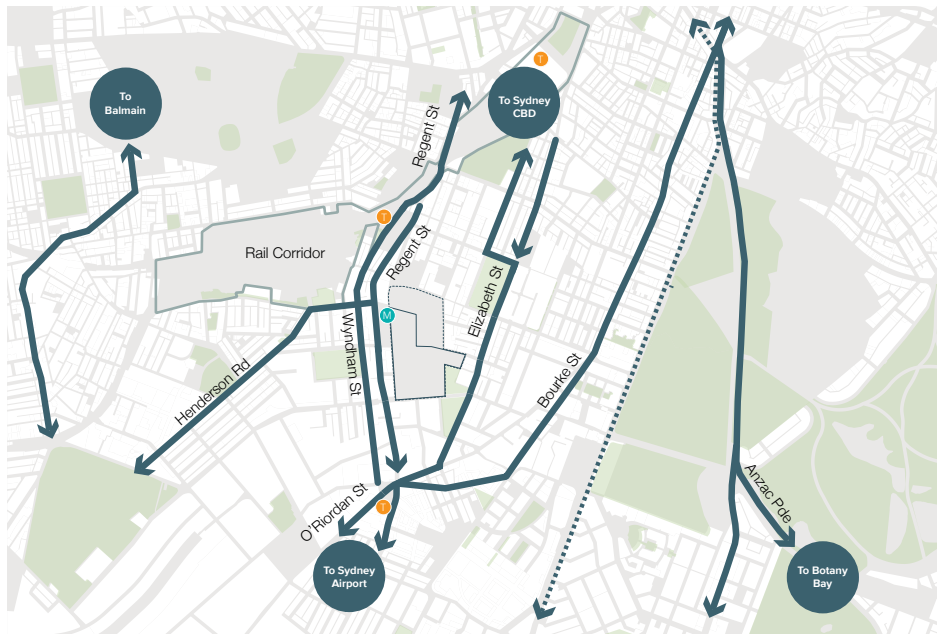 T
To
Balmain
To Sydney
CBD
Regent St
T
Rail Corridor
Regent St
M
Elizabeth St
Wyndham St
Henderson Rd
Bourke St
O'Riordan St
T
Anzac Pde
To Sydney
Airport
To Botany
Bay